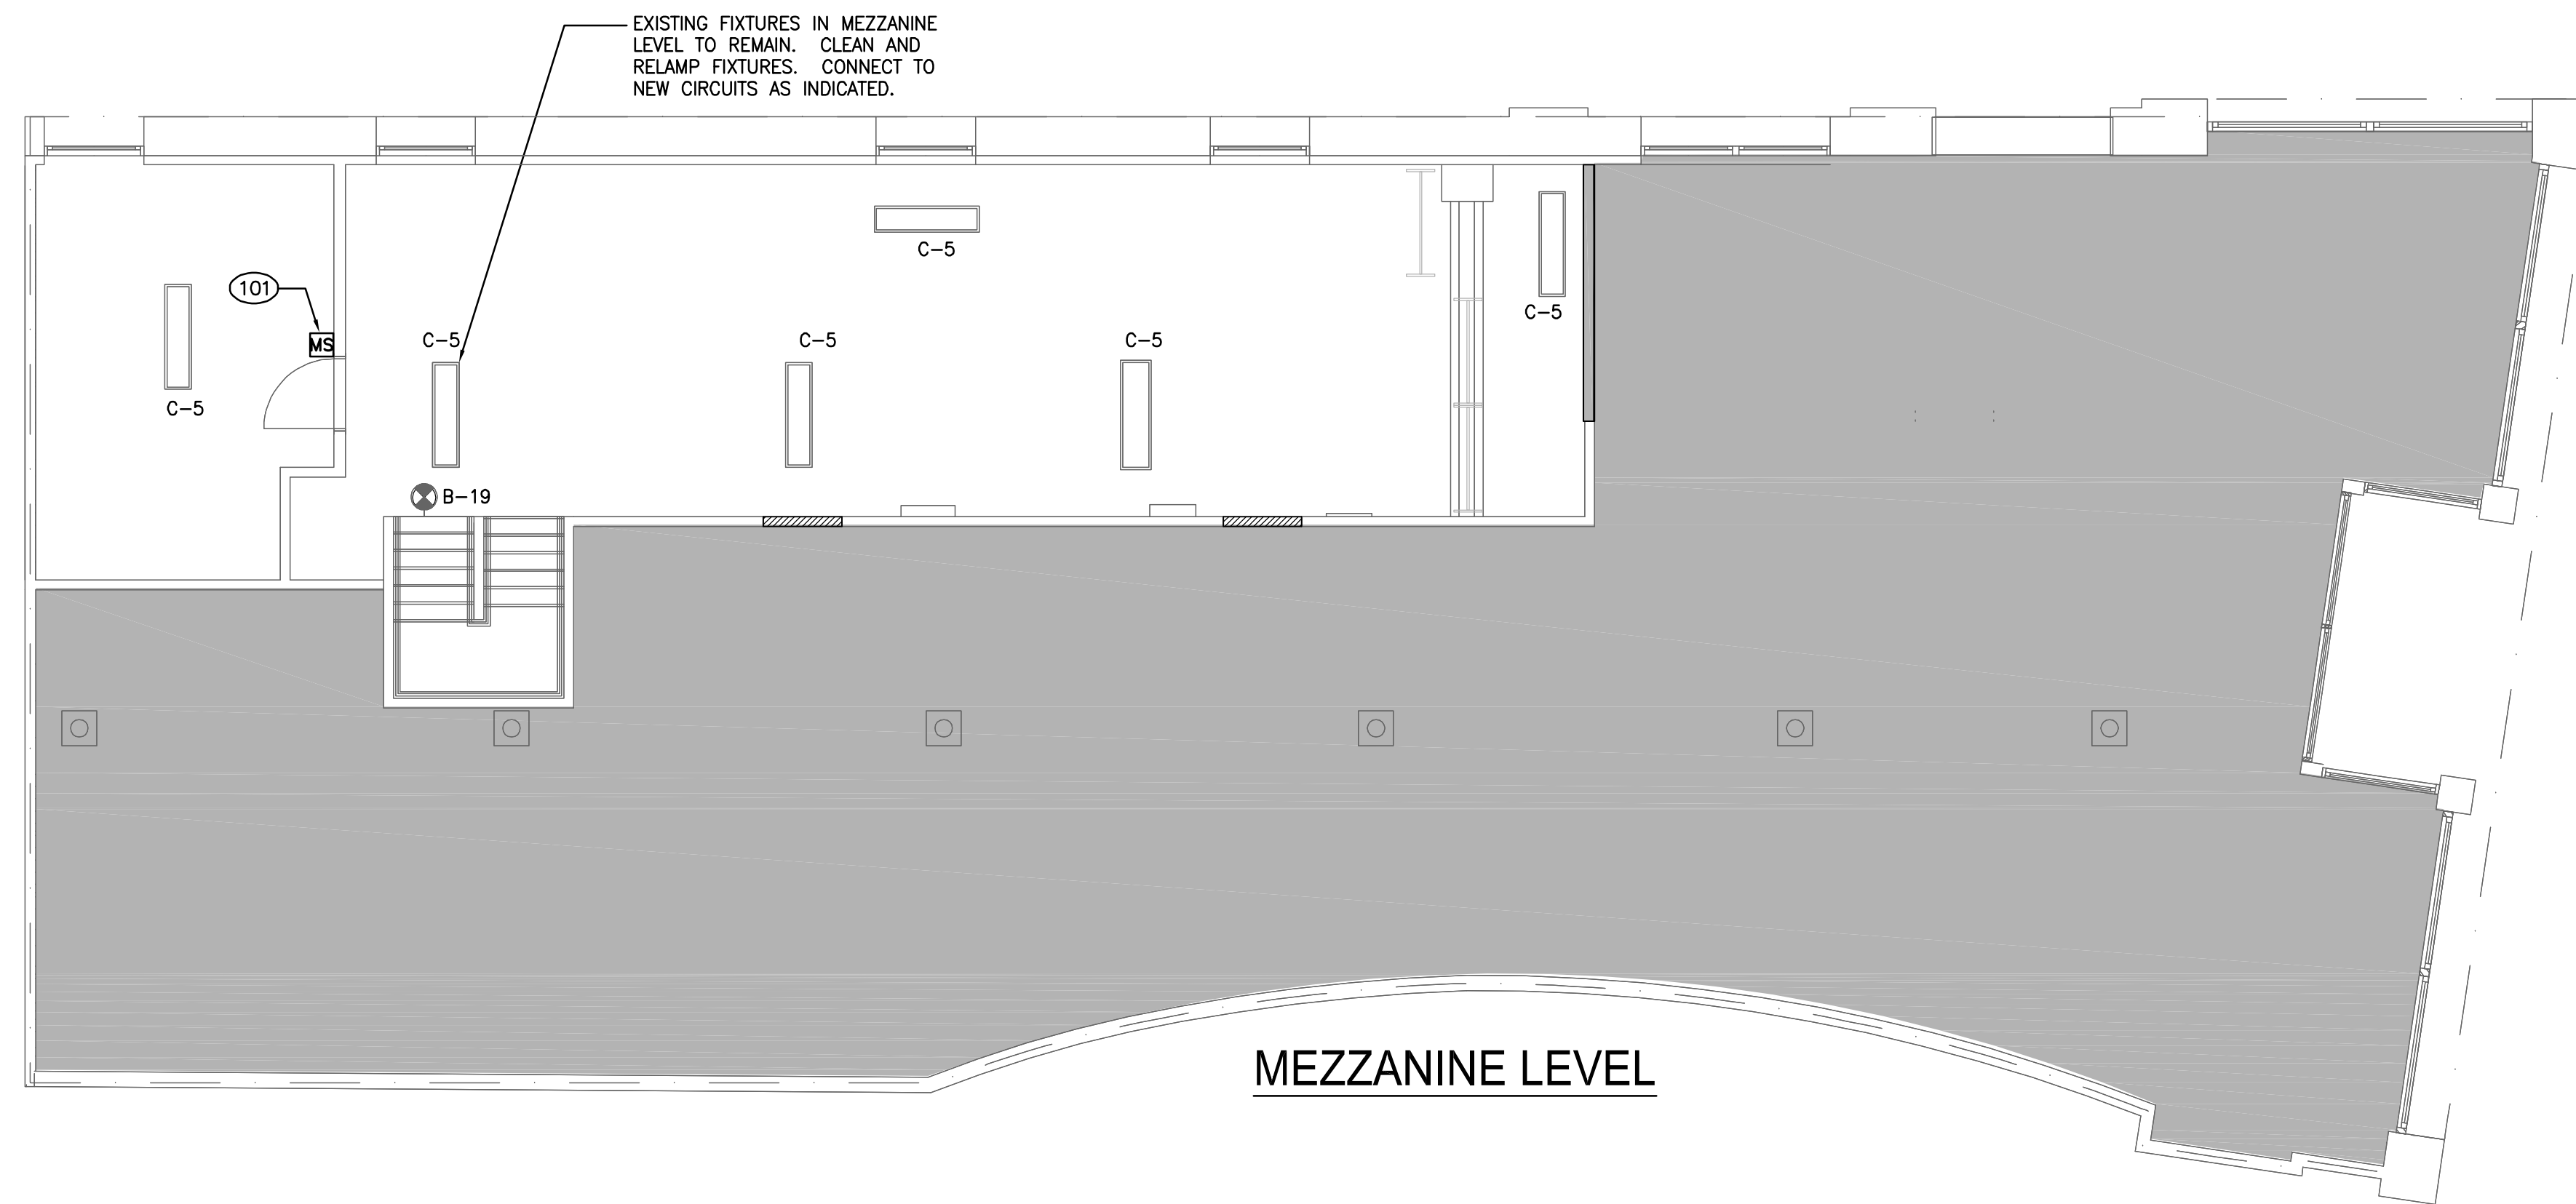 EXISTING FIXTURES IN MEZZANINE
LEVEL TO REMAIN. CLEAN AND
RELAMP FIXTURES. CONNECT TO
NEW CIRCUITS AS INDICATED.
C-5
101
C-5
MS
C-5
C-5
C-5
C-5
B-19
MEZZANINE LEVEL